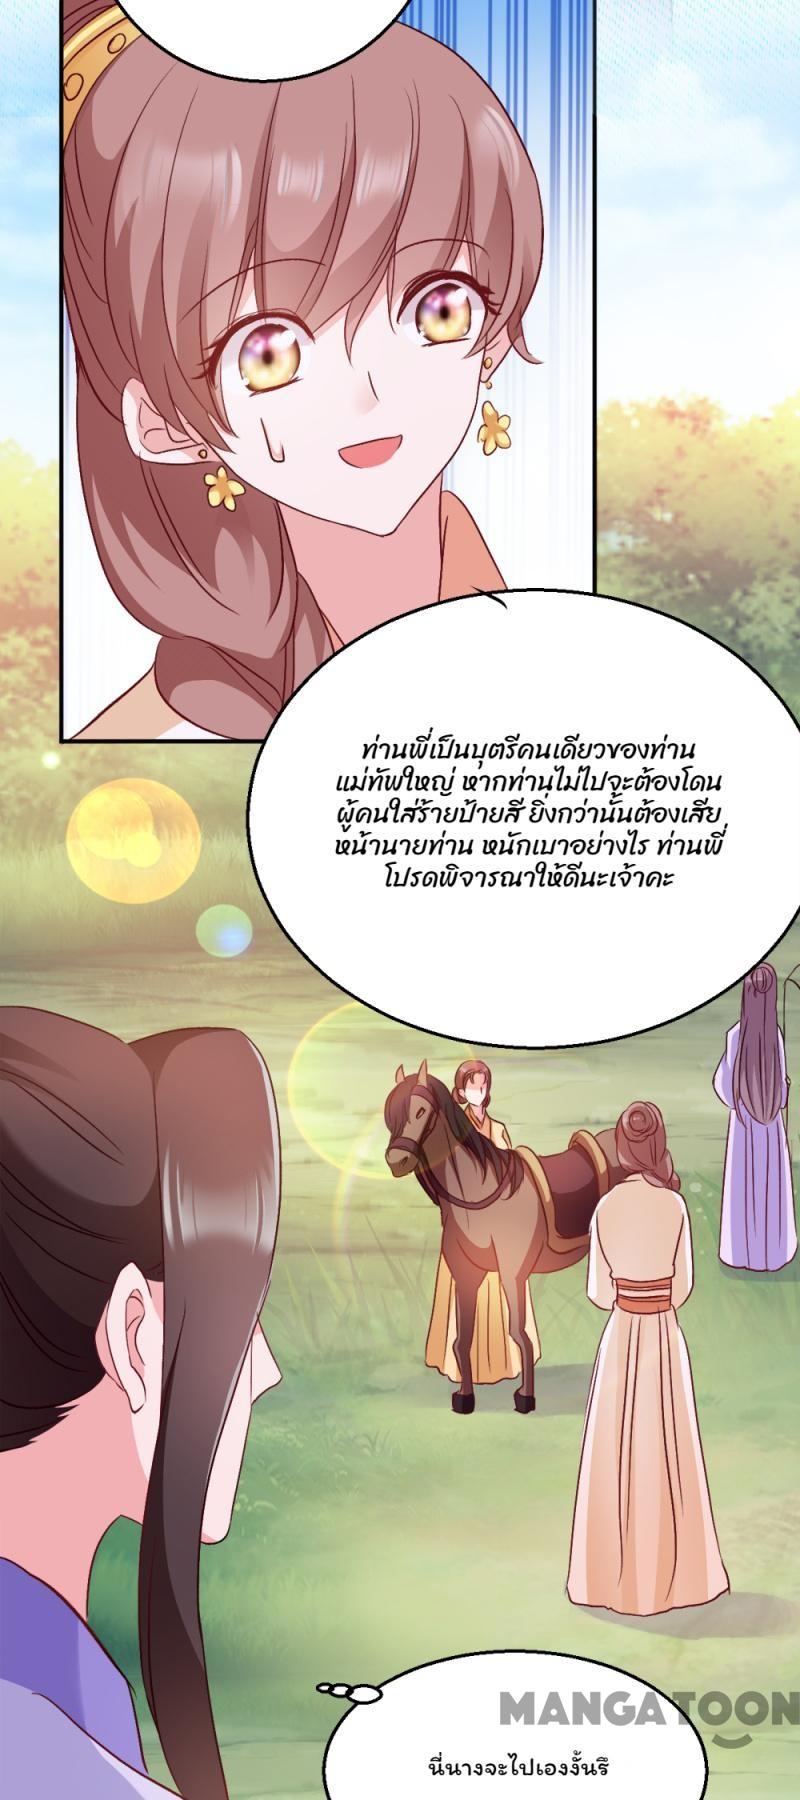 ท่านพี่เป็นบุตรีคนเดียวของท่าน
แม่ทัพใหญ่ หากท่านไม่ไปจะต้องโดน
ผู้คนใส่ร้ายป้ายสี ยิ่งกว่านั้นต้องเสีย
หน้านายท่าน หนักเบาอย่างไร ท่านพี่
โปรดพิจารณาให้ดีนะเจ้าคะ
MANGATOON
นี่นางจะไปเองงั้นรึ